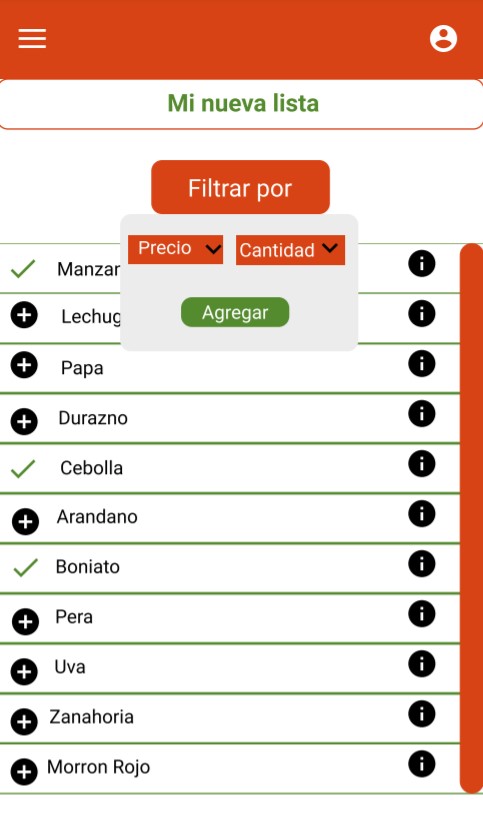 Mi nueva lista
Filtrar por
Precio Cantidad
Agregar
Manzan
Lechug
Papa
Durazno
Cebolla
Arandano
Boniato
Pera
Uva
Zanahoria
Morron Rojo